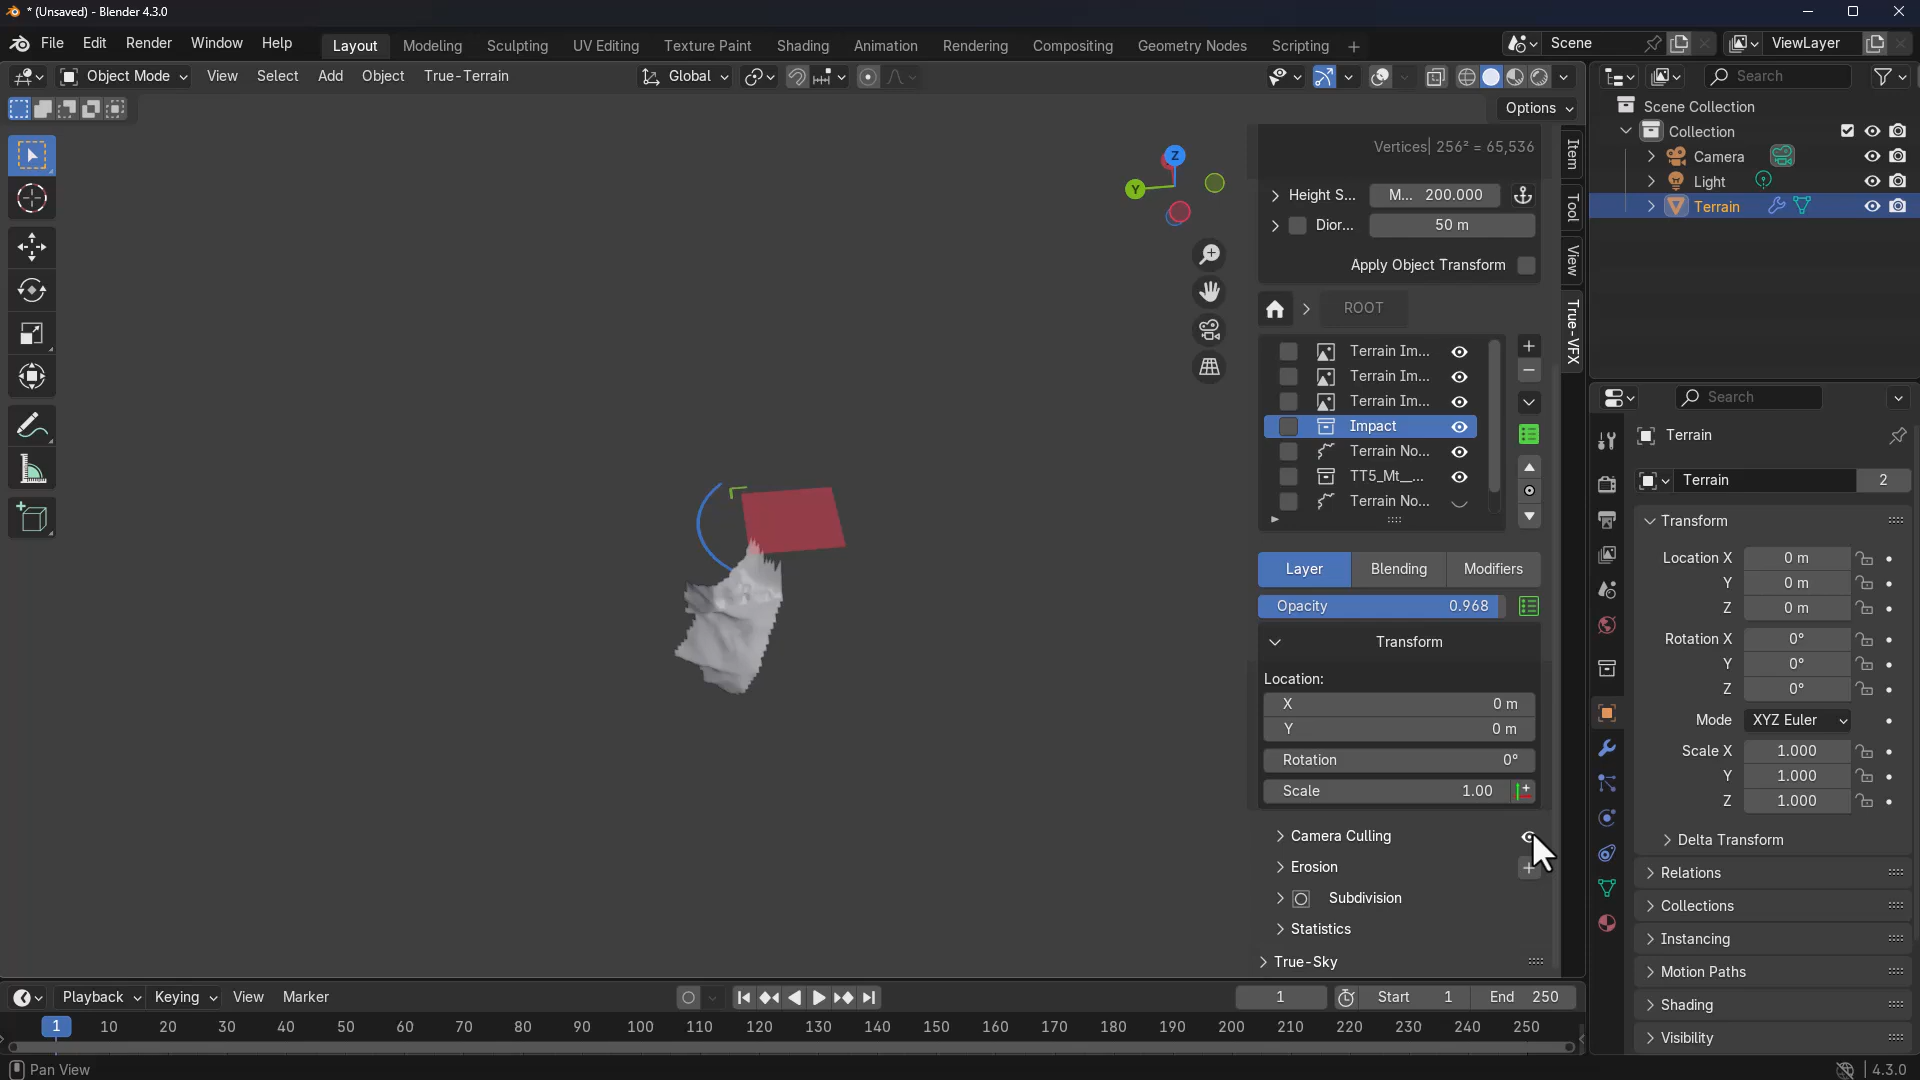 * (Unsaved) - Blender 4.3.0
File Edit Render Window Help
Layout Modeling Sculpting UV Editing Texture Paint Shading Animation Rendering Compositing Geometry Nodes Scripting +
Scene
ViewLayer
Object Mode View Select Add Object True-Terrain
Global
Options
Search
Scene Collection
Collection
Camera
Light
Terrain
Z
Y
Item
Tool
View
True-VFX
Vertices| 256² = 65,536
Height S... M... 200.000
Dior... 50 m
Apply Object Transform
ROOT
Terrain Im...
Terrain Im...
Terrain Im...
Impact
Terrain No...
TT5_Mt__...
Terrain No...
Layer Blending Modifiers
Opacity 0.968
Transform
Location:
X 0 m
Y 0 m
Rotation 0°
Scale 1.00
Camera Culling
Erosion
Subdivision
Statistics
True-Sky
Search
Terrain
Terrain 2
Transform
Location X 0 m
Y 0 m
Z 0 m
Rotation X 0°
Y 0°
Z 0°
Mode XYZ Euler
Scale X 1.000
Y 1.000
Z 1.000
Delta Transform
Relations
Collections
Instancing
Motion Paths
Shading
Visibility
Playback Keying View Marker
1 Start 1 End 250
1 10 20 30 40 50 60 70 80 90 100 110 120 130 140 150 160 170 180 190 200 210 220 230 240 250
Pan View
4.3.0